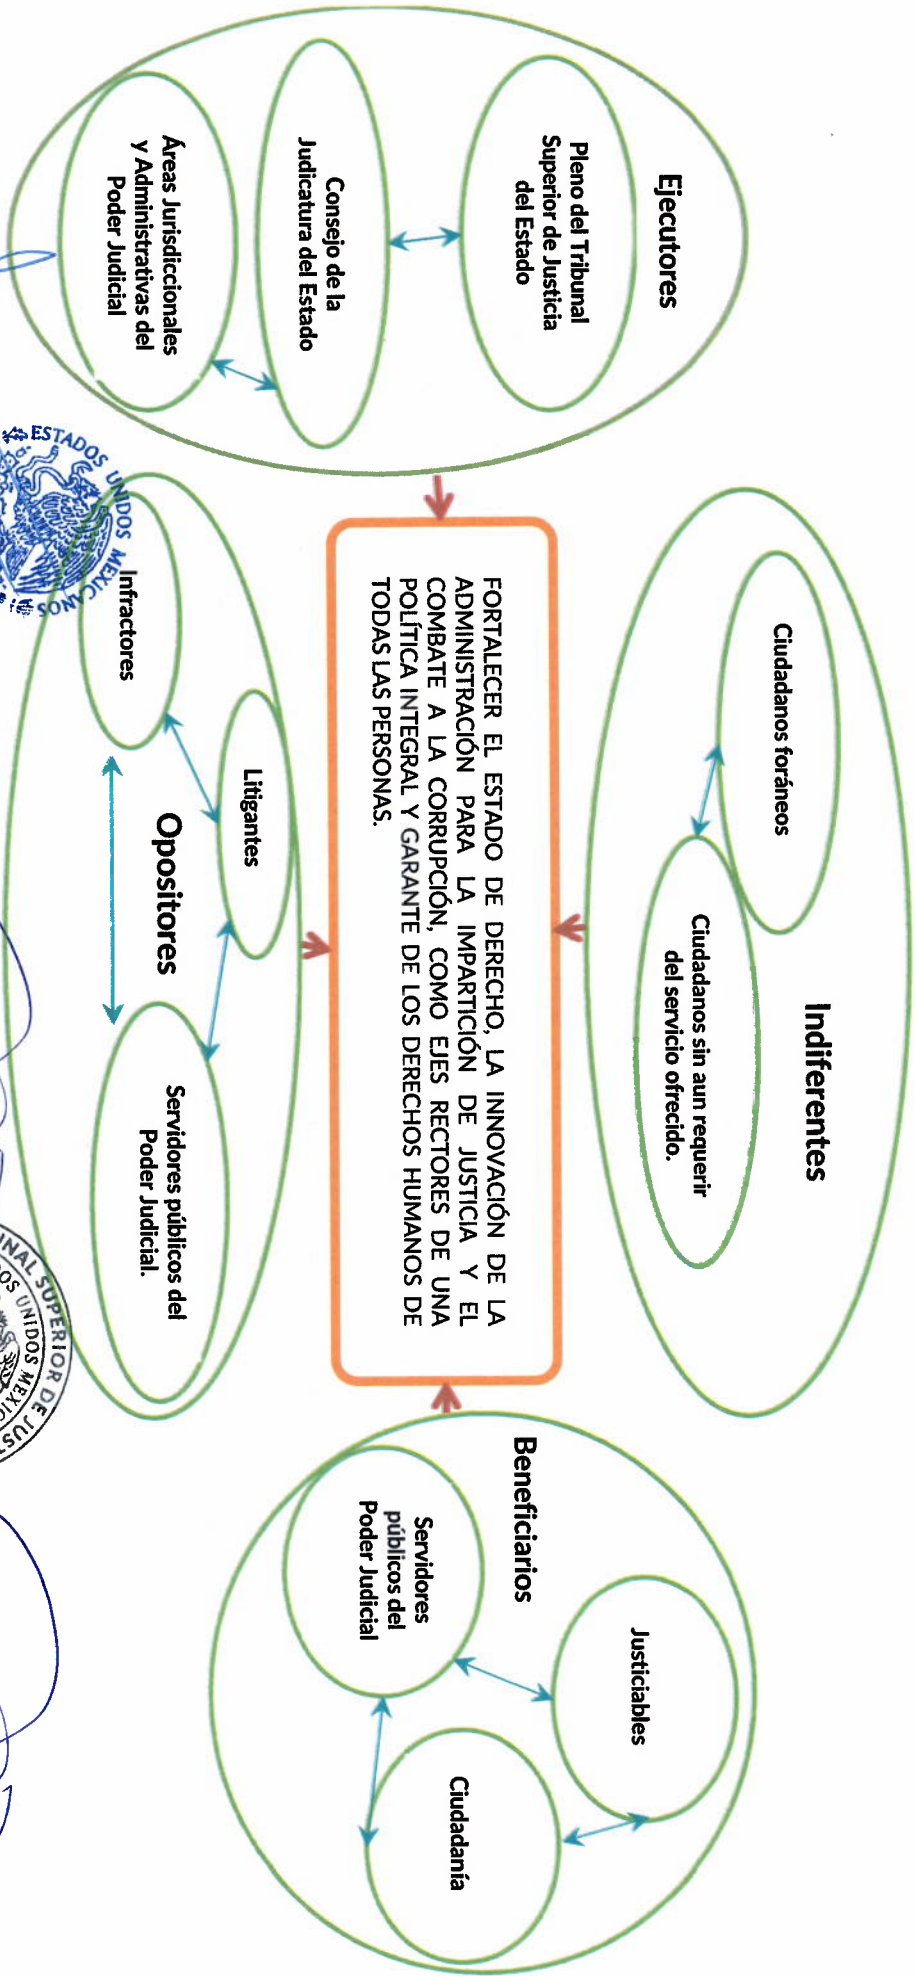 Indiferentes
Ciudadanos foráneos
Ciudadanos sin aun requerir
del servicio ofrecido.
Ejecutores
Pleno del Tribunal
Superior de Justicia
del Estado
Consejo de la
Judicatura del Estado
Áreas Jurisdiccionales
y Administrativas del
Poder Judicial
FORTALECER EL ESTADO DE DERECHO, LA INNOVACIÓN DE LA
ADMINISTRACIÓN PARA LA IMPARTICIÓN DE JUSTICIA Y EL
COMBATE A LA CORRUPCIÓN, COMO EJES RECTORES DE UNA
POLÍTICA INTEGRAL Y GARANTE DE LOS DERECHOS HUMANOS DE
TODAS LAS PERSONAS.
Beneficiarios
Justiciables
Servidores
públicos del
Poder Judicial
Ciudadanía
Litigantes
Opositores
Infractores
Servidores públicos del
Poder Judicial.
ESTADOS UNIDOS MEXICANOS
SUPERIOR DE
UNIDOS